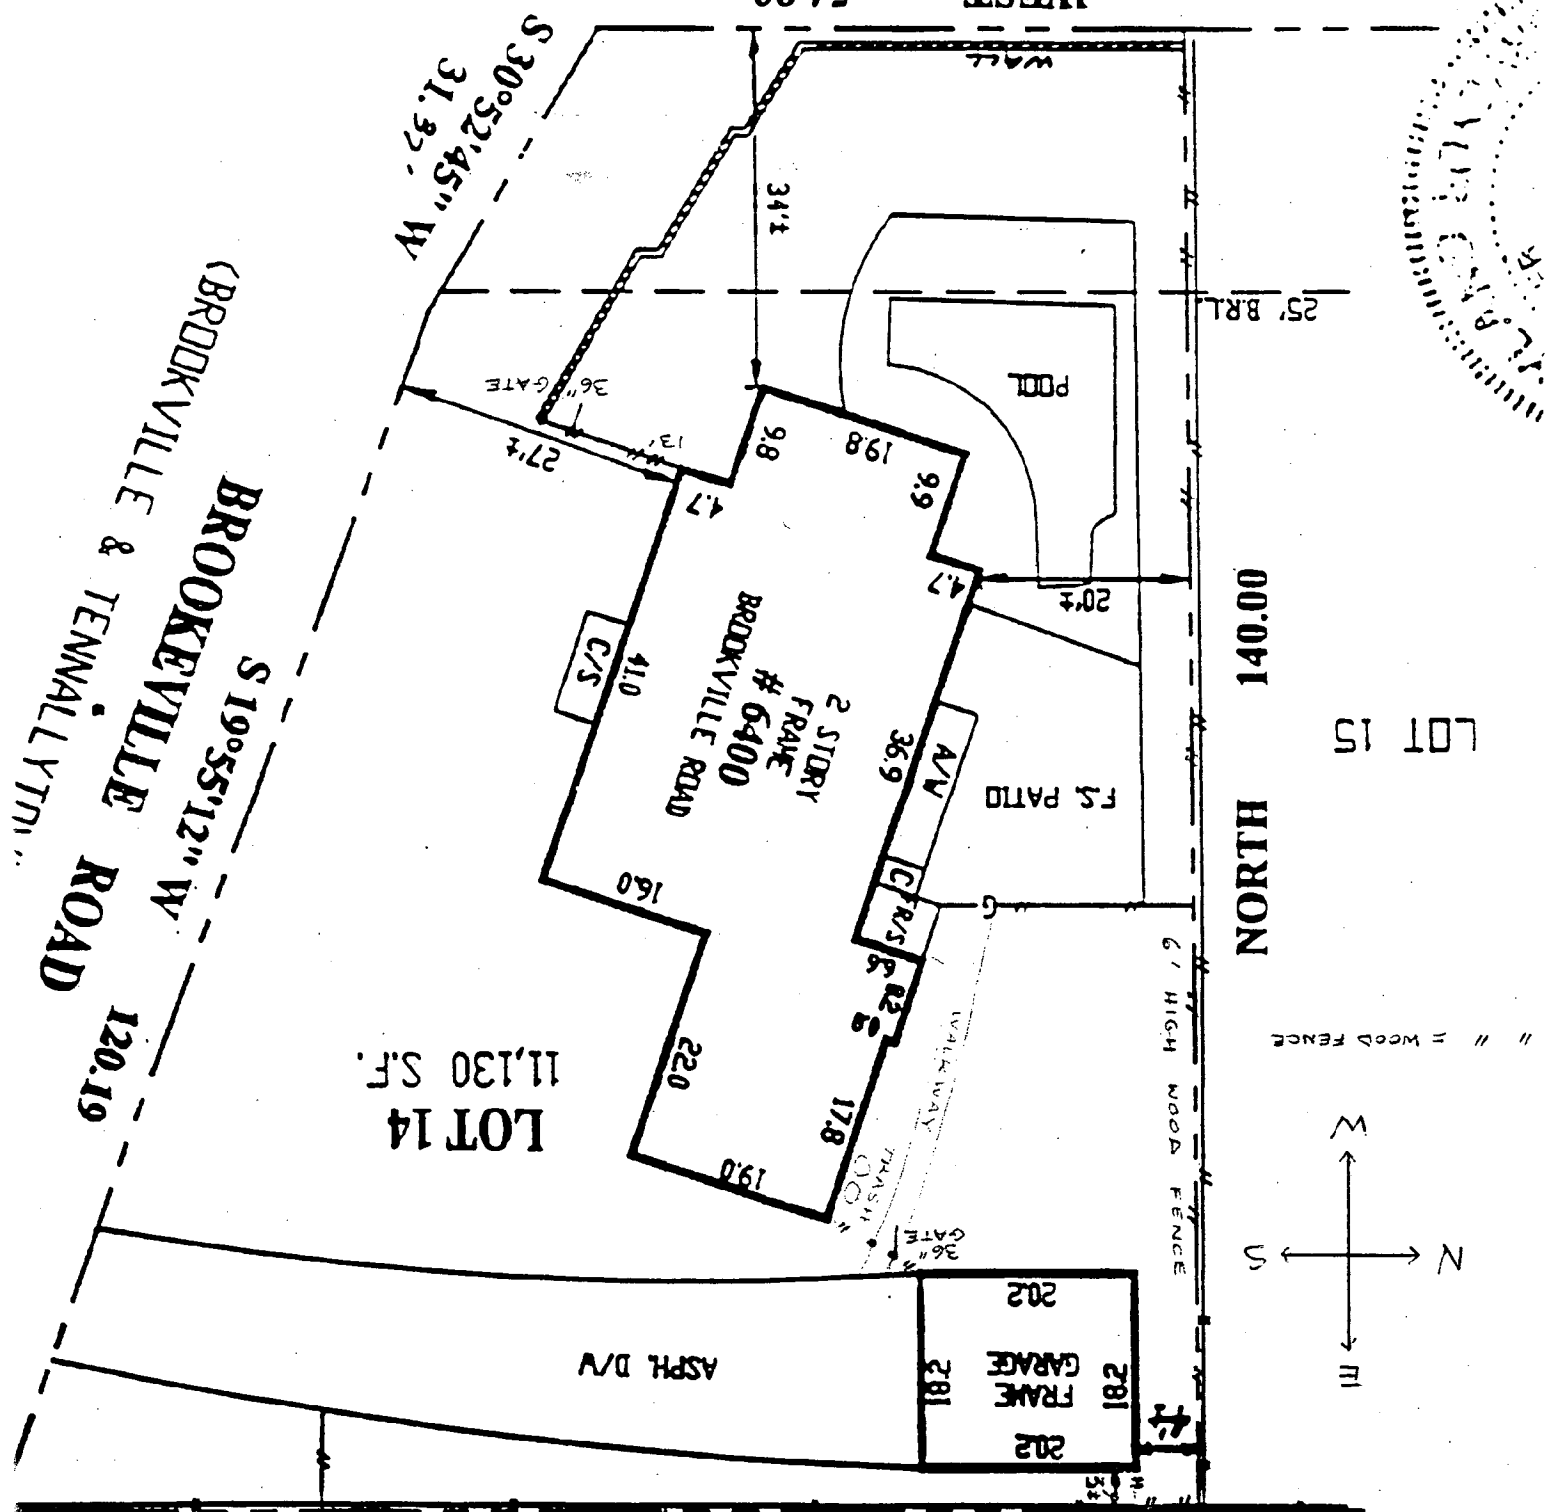 WEST
WALL
S 30°52'45" W
31.37'
34'±
25' B.R.L.
POOL
36" GATE
13'
27'±
9.8
19.8
9.9
4.7
4.7
20'±
(BROOKVILLE & TENNALLYTO
BROOKEVILLE ROAD
S 19°55'12" W
120.19
C/S
41.0
2 STORY
FRAME
# 6400
BROOKVILLE ROAD
36.9
A/W
F.S. PATIO
NORTH 140.00
LOT 15
16.0
C
FR/S
G
6.6
8.2
22.0
17.8
19.0
WALKWAY
TRASH
36"
GATE
6' HIGH WOOD FENCE
" " = WOOD FENCE
LOT 14
11,130 S.F.
W
S
N
E
ASPH. D/W
20.2
18.2
FRAME
GARAGE
18.2
20.2
4'±